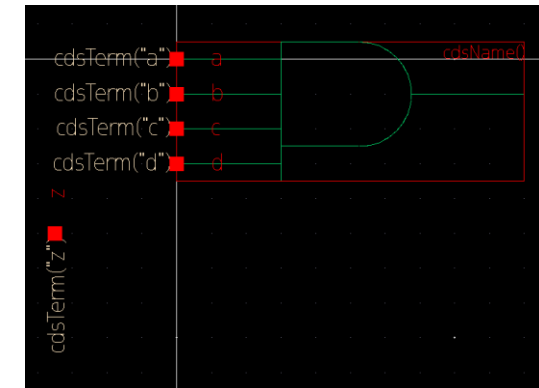 cdsTerm("a") a cdsName()
cdsTerm("b") b
cdsTerm("c") c
cdsTerm("d") d
z
cdsTerm("z")